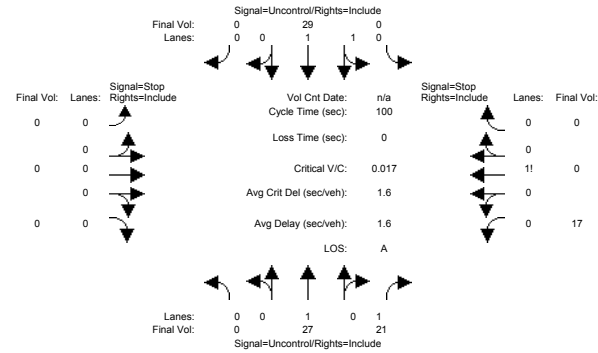 Signal=Uncontrol/Rights=Include
Final Vol: 0 29 0
Lanes: 0 0 1 1 0
Signal=Stop Signal=Stop
Final Vol: Lanes: Rights=Include Vol Cnt Date: n/a Rights=Include Lanes: Final Vol:
Cycle Time (sec): 100
0 0 0 0
Loss Time (sec): 0
0 0
0 0 Critical V/C: 0.017 1! 0
0 Avg Crit Del (sec/veh): 1.6 0
0 0 Avg Delay (sec/veh): 1.6 0 17
LOS: A
Lanes: 0 0 1 0 1
Final Vol: 0 27 21
Signal=Uncontrol/Rights=Include